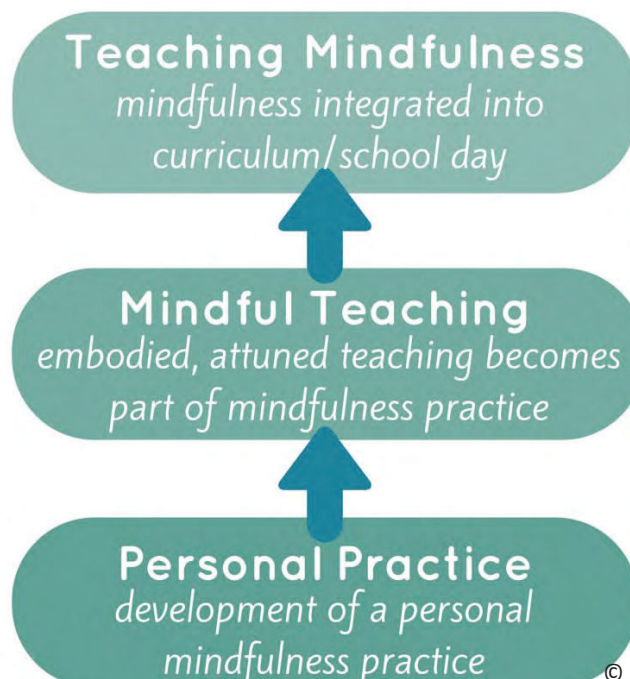 Teaching Mindfulness
mindfulness integrated into
curriculum/school day
Mindful Teaching
embodied, attuned teaching becomes
part of mindfulness practice
Personal Practice
development of a personal
mindfulness practice
©